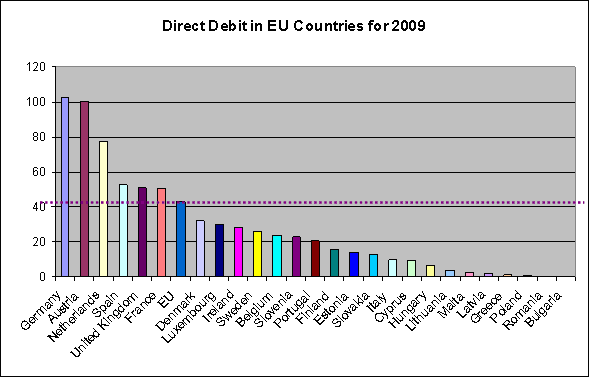 Direct Debit in EU Countries for 2009
120
100
80
60
40
20
0
Germany
Austria
Netherlands
Spain
United Kingdom
France
EU
Denmark
Luxembourg
Ireland
Sweden
Belgium
Slovenia
Portugal
Finland
Estonia
Slovakia
Italy
Cyprus
Hungary
Lithuania
Malta
Latvia
Greece
Poland
Romania
Bulgaria